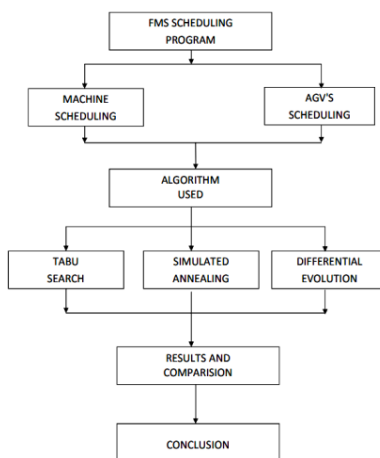 FMS SCHEDULING
PROGRAM
MACHINE
SCHEDULING
AGV'S
SCHEDULING
ALGORITHM
USED
TABU
SEARCH
SIMULATED
ANNEALING
DIFFERENTIAL
EVOLUTION
RESULTS AND
COMPARISION
CONCLUSION